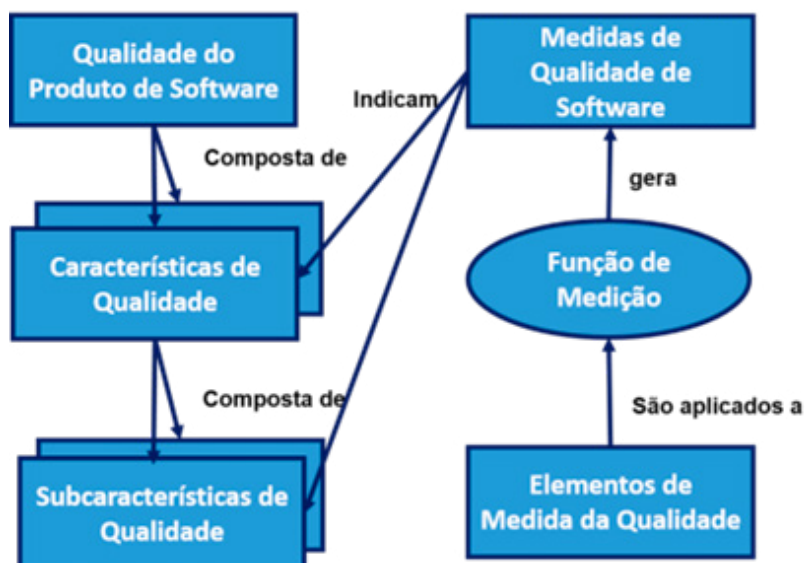 Qualidade do
Produto de Software
Composta de
Características de
Qualidade
Composta de
Subcaracterísticas de
Qualidade
Indicam
Medidas de
Qualidade de
Software
gera
Função de
Medição
São aplicados a
Elementos de
Medida da Qualidade